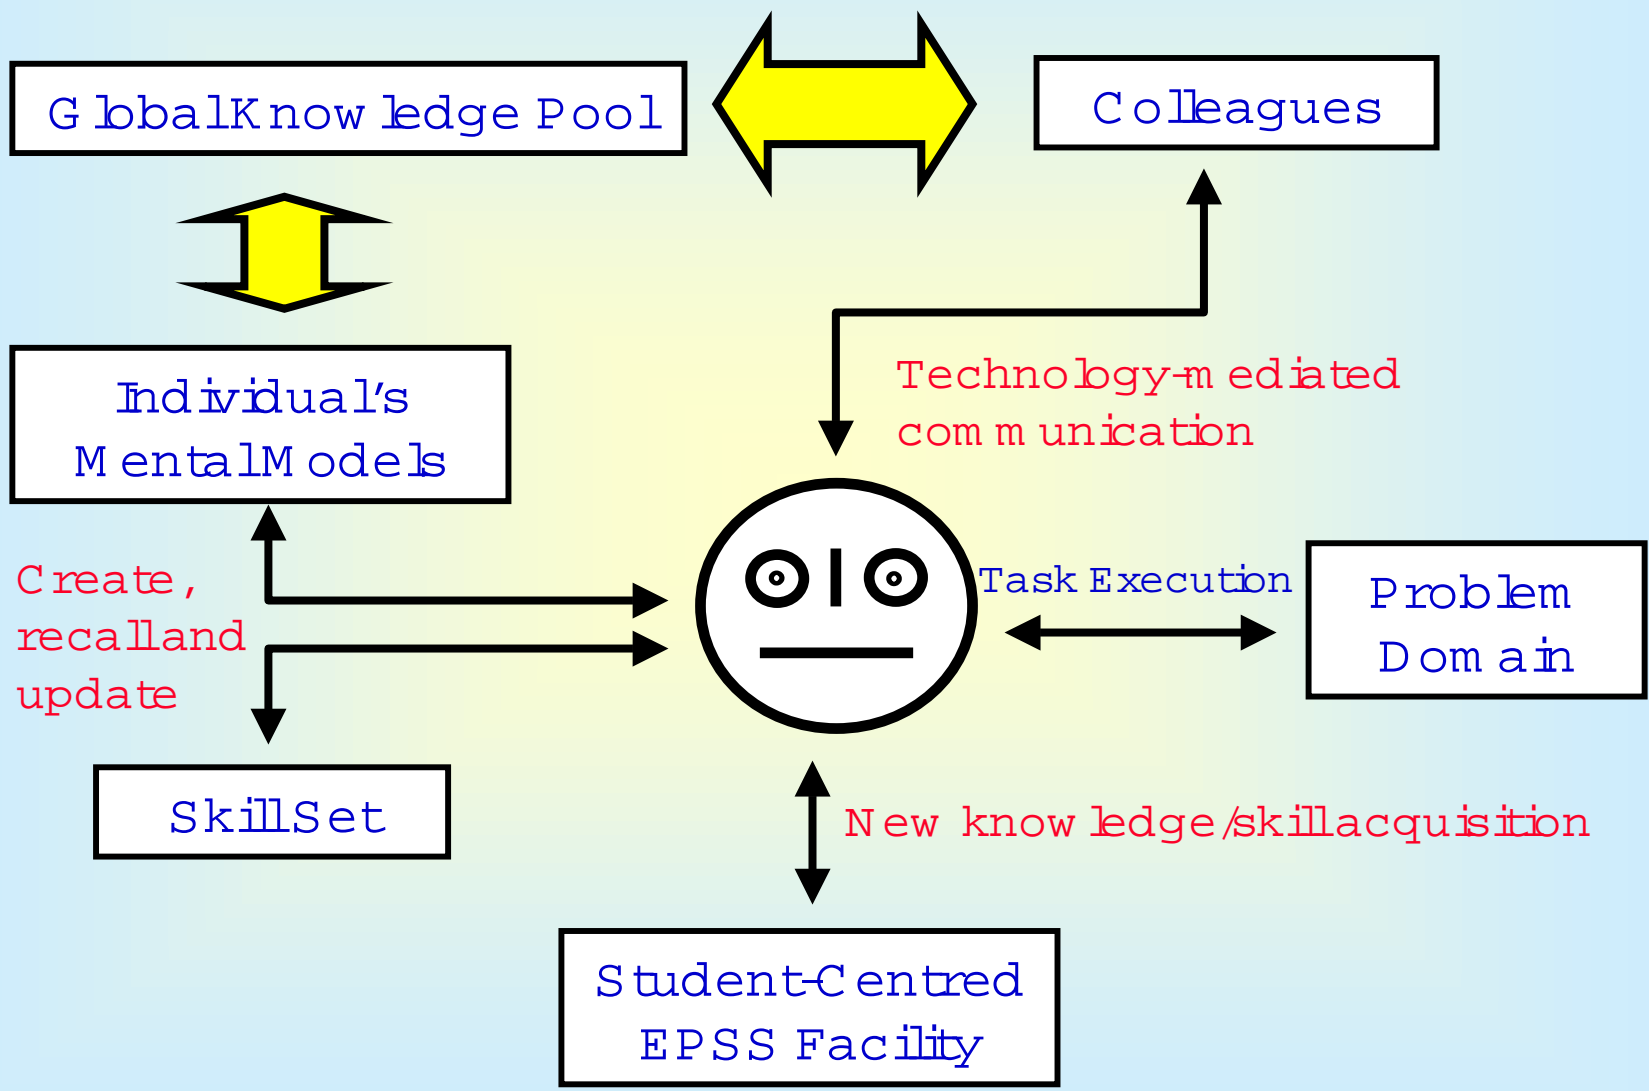 Global Knowledge Pool
Colleagues
Individual's
Mental Models
Technology-mediated
communication
Create,
recall and
update
Task Execution
Problem
Domain
Skill Set
New knowledge/skill acquisition
Student-Centred
EPSS Facility